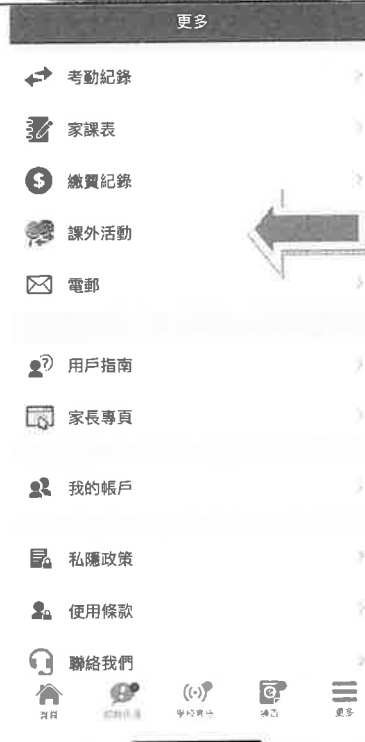 更多
考勤紀錄
家課表
繳費紀錄
課外活動
電郵
用戶指南
家長專頁
我的帳戶
私隱政策
使用條款
聯絡我們
更多